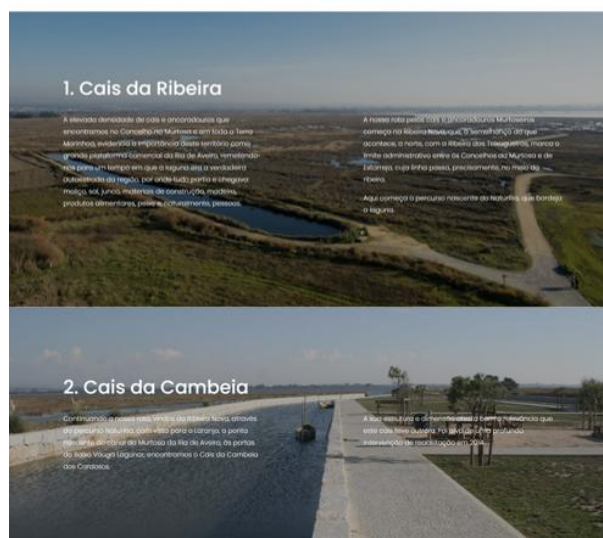 1. Cais da Ribeira
A elevada densidade de cais e ancoradouros que
encontramos no Concelho da Murtosa e em toda a Terra
Marinhoa, evidencia a importância deste território como
grande plataforma comercial da Ria de Aveiro, remetendo-
nos para um tempo em que a laguna era a verdadeira
autoestrada da região, por onde tudo partia e chegava:
moliço, sal, junco, materiais de construção, madeira,
produtos alimentares, peixe e, naturalmente, pessoas.
A nossa rota pelos cais e ancoradouros Murtoseiros
começa na Ribeira Nova, que, à semelhança do que
acontece, a norte, com a Ribeira das Teixugueiras, marca o
limite administrativo entre os Concelhos da Murtosa e de
Estarreja, cuja linha passa, precisamente, no meio da
ribeira.
Aqui começa o percurso nascente da NaturRia, que bordeja
a laguna.
2. Cais da Cambeia
Continuando a nossa rota, vindos da Ribeira Nova, através
do percurso NaturRia, com vista para o Laranjo, a ponta
nascente do canal da Murtosa da Ria de Aveiro, às portas
do Baixo Vouga Lagunar, encontramos o Cais da Cambeia
dos Cardosos.
A sua estrutura e dimensão atesta bem a relevância que
este cais teve outrora. Foi alvo de uma profunda
intervenção de reabilitação em 2014.